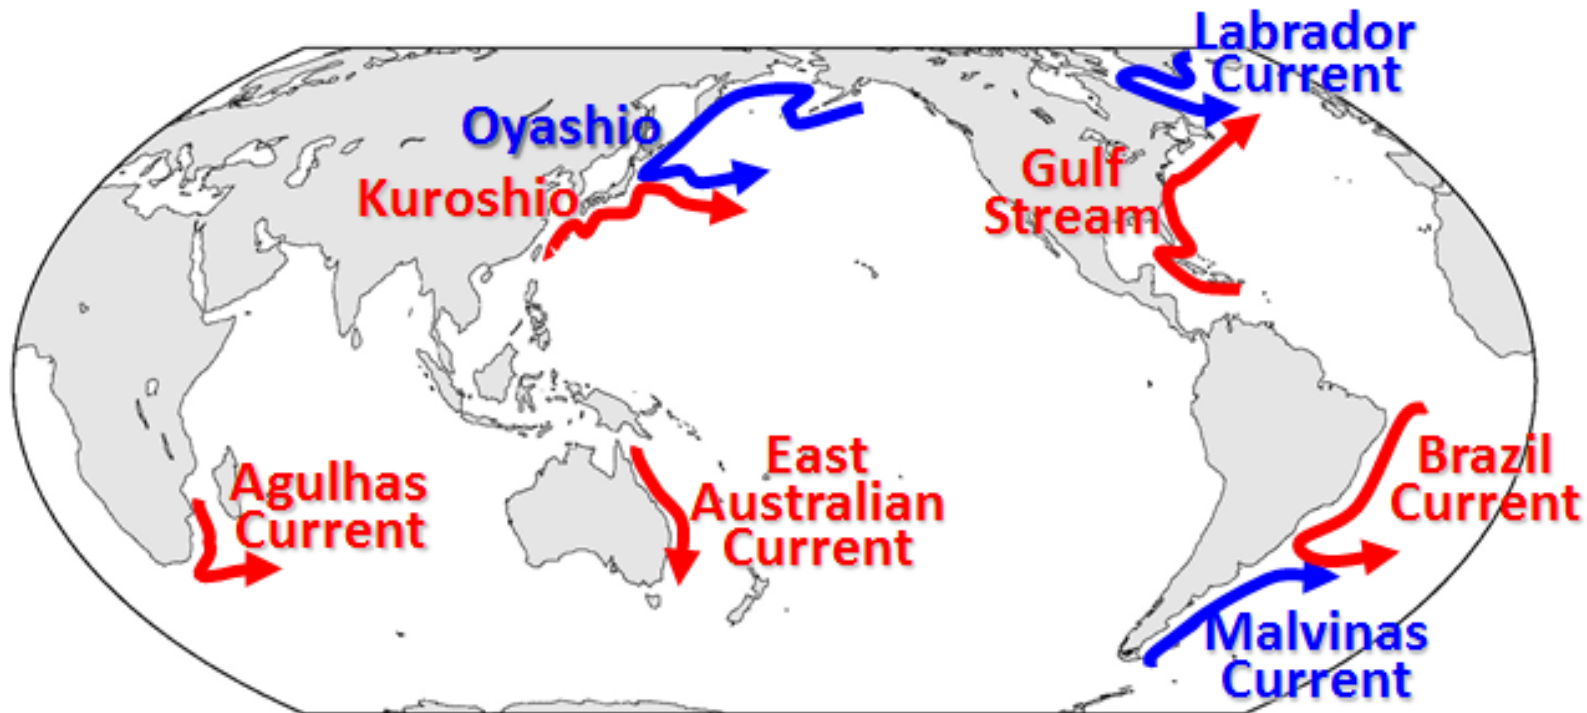 Labrador
Current
Oyashio
Kuroshio
Gulf
Stream
Agulhas
Current
East
Australian
Current
Brazil
Current
Malvinas
Current